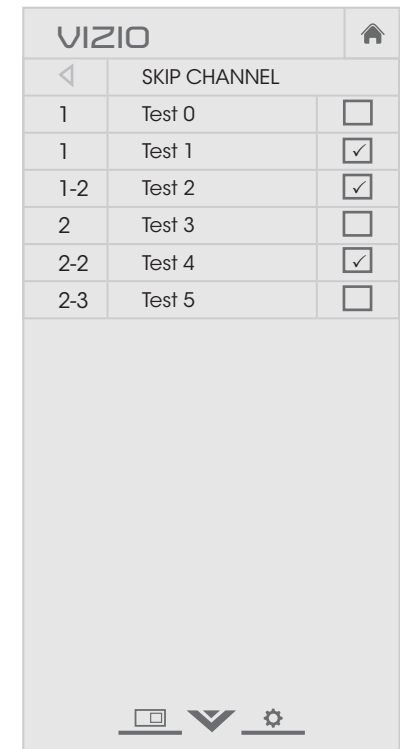 VIZIO
SKIP CHANNEL
1 Test 0
1 Test 1
1-2 Test 2
2 Test 3
2-2 Test 4
2-3 Test 5